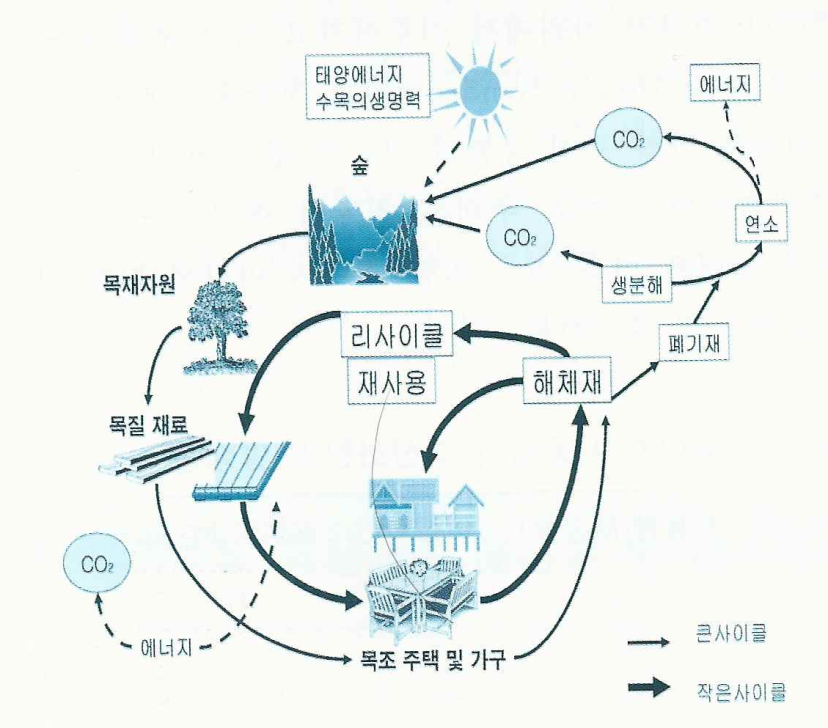 태양에너지
수목의생명력
에너지
CO₂
숲
연소
CO₂
생분해
목재자원
리사이클
폐기재
재사용
해체재
목질 재료
CO₂
에너지
목조 주택 및 가구
큰사이클
작은사이클